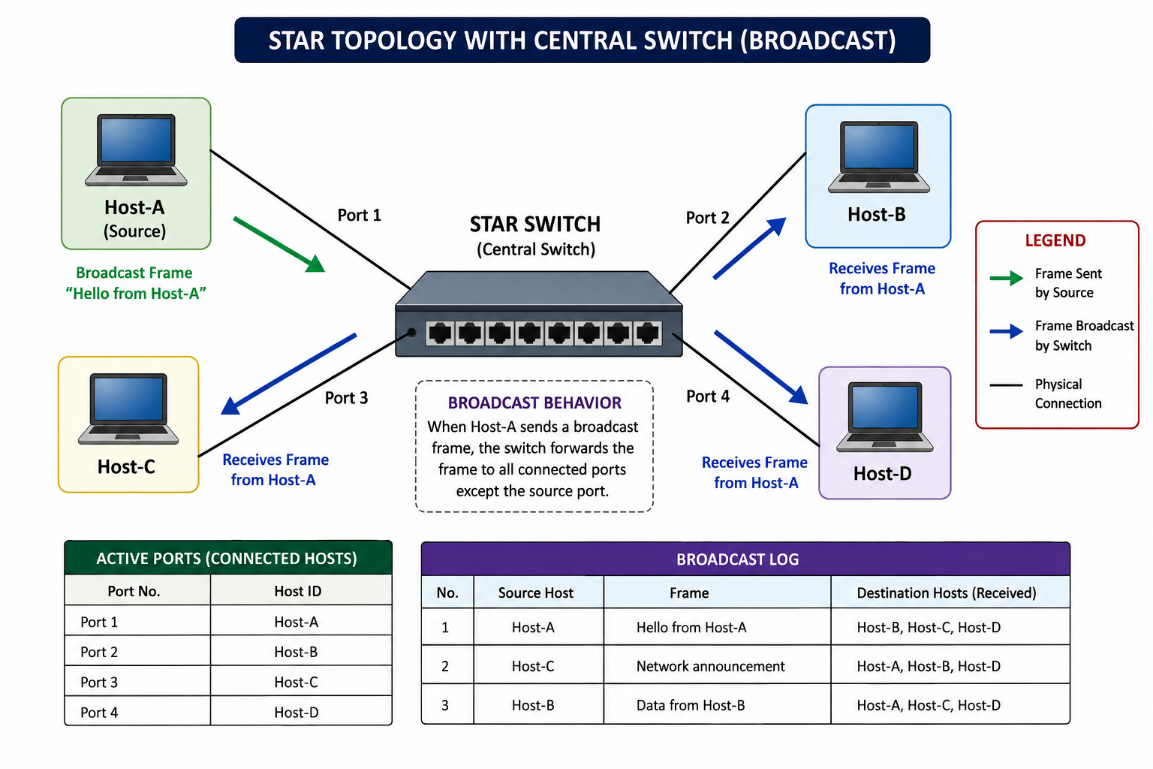 STAR TOPOLOGY WITH CENTRAL SWITCH (BROADCAST)
Host-A
(Source)
Broadcast Frame
“Hello from Host-A”
Port 1
STAR SWITCH
(Central Switch)
Port 2
Host-B
Receives Frame
from Host-A
LEGEND
Frame Sent
by Source
Frame Broadcast
by Switch
Physical
Connection
Host-C
Port 3
Receives Frame
from Host-A
BROADCAST BEHAVIOR
When Host-A sends a broadcast
frame, the switch forwards the
frame to all connected ports
except the source port.
Port 4
Receives Frame
from Host-A
Host-D
ACTIVE PORTS (CONNECTED HOSTS)
Port No. Host ID
Port 1 Host-A
Port 2 Host-B
Port 3 Host-C
Port 4 Host-D
BROADCAST LOG
No. Source Host Frame Destination Hosts (Received)
1 Host-A Hello from Host-A Host-B, Host-C, Host-D
2 Host-C Network announcement Host-A, Host-B, Host-D
3 Host-B Data from Host-B Host-A, Host-C, Host-D